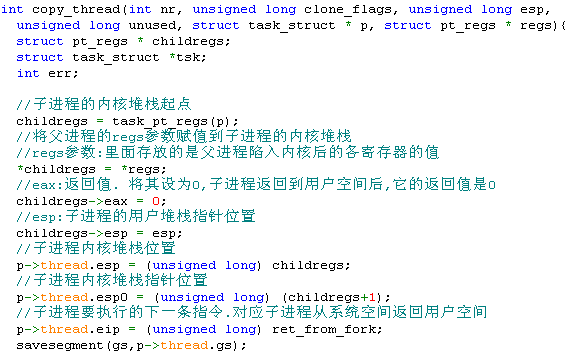 int copy_thread(int nr, unsigned long clone_flags, unsigned long esp,
unsigned long unused, struct task_struct * p, struct pt_regs * regs){
struct pt_regs * childregs;
struct task_struct *tsk;
int err;
//子进程的内核堆栈起点
childregs = task_pt_regs(p);
//将父进程的regs参数赋值到子进程的内核堆栈
//regs参数:里面存放的是父进程陷入内核后的各寄存器的值
*childregs = *regs;
//eax:返回值. 将其设为0,子进程返回到用户空间后,它的返回值是0
childregs->eax = 0;
//esp:子进程的用户堆栈指针位置
childregs->esp = esp;
//子进程内核堆栈位置
p->thread.esp = (unsigned long) childregs;
//子进程内核堆栈指针位置
p->thread.esp0 = (unsigned long) (childregs+1);
//子进程要执行的下一条指令.对应子进程从系统空间返回用户空间
p->thread.eip = (unsigned long) ret_from_fork;
savesegment(gs,p->thread.gs);